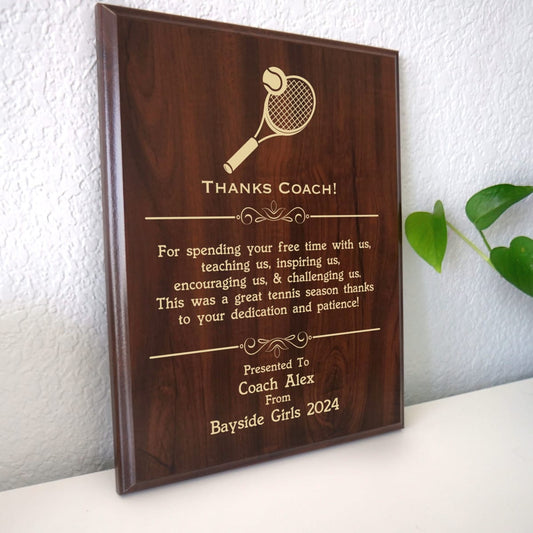 THANKS COACH!
For spending your free time with us,
teaching us, inspiring us,
encouraging us, & challenging us.
This was a great tennis season thanks
to your dedication and patience!
Presented To
Coach Alex
From
Bayside Girls 2024